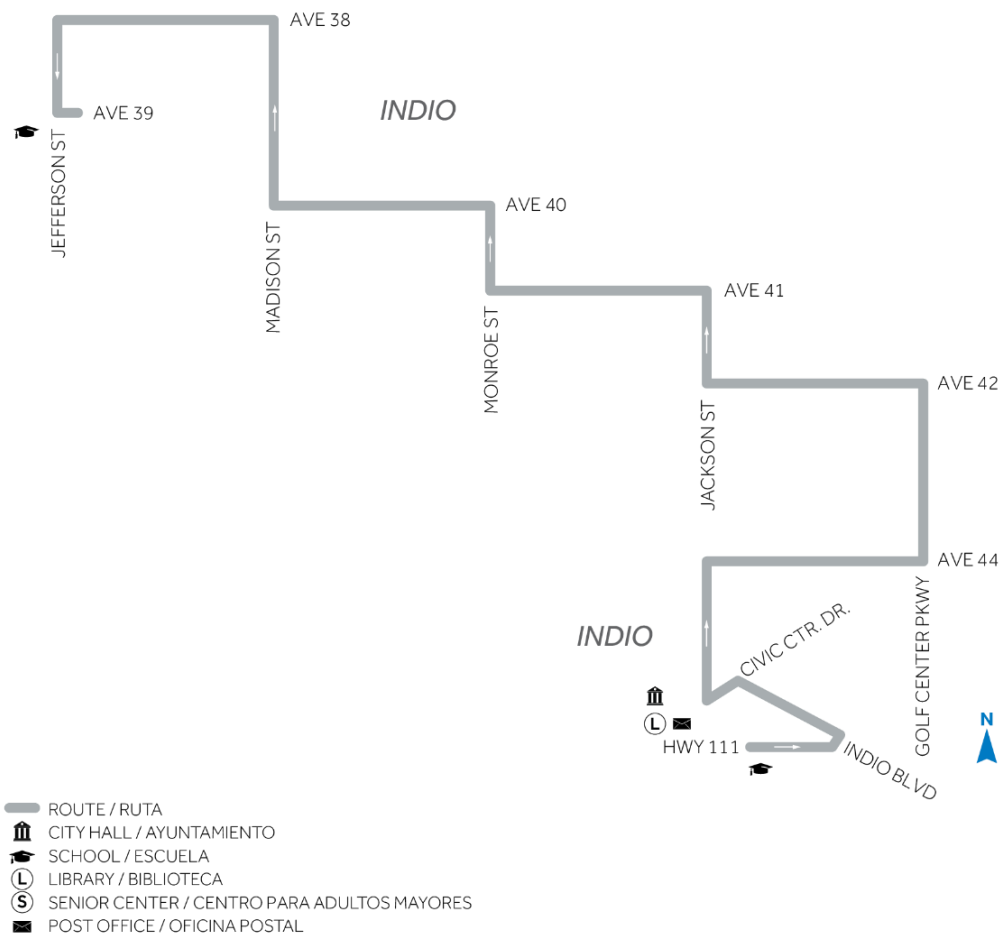 AVE 38
INDIO
AVE 39
JEFFERSON ST
AVE 40
MADISON ST
AVE 41
MONROE ST
AVE 42
JACKSON ST
AVE 44
GOLF CENTER PKWY
CIVIC CTR. DR.
INDIO
L
HWY 111
INDIO BLVD
N
ROUTE / RUTA
CITY HALL / AYUNTAMIENTO
SCHOOL / ESCUELA
L LIBRARY / BIBLIOTECA
S SENIOR CENTER / CENTRO PARA ADULTOS MAYORES
POST OFFICE / OFICINA POSTAL